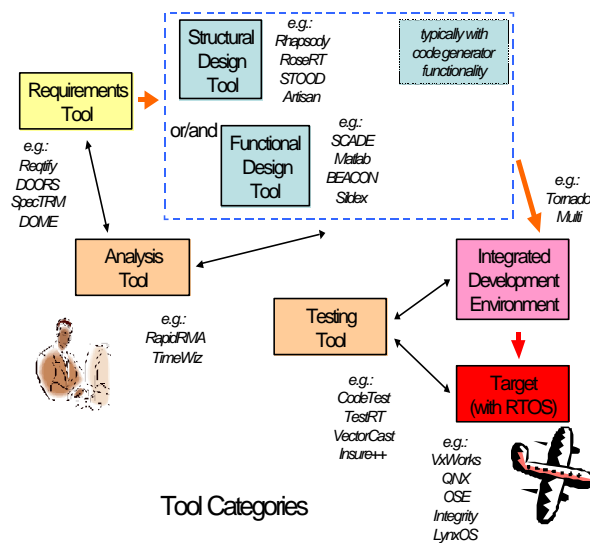 Structural
Design
Tool
e.g.:
Rhapsody
RoseRT
STOOD
Artisan
typically with
code generator
functionality
Requirements
Tool
or/and
Functional
Design
Tool
e.g.:
SCADE
Matlab
BEACON
Sildex
e.g.:
Reqtify
DOORS
SpecTRM
DOME
e.g.:
Tornado
Multi
Analysis
Tool
Integrated
Development
Environment
e.g.:
RapidRMA
TimeWiz
Testing
Tool
e.g.:
CodeTest
TestRT
VectorCast
Insure++
Target
(with RTOS)
e.g.:
VxWorks
QNX
OSE
Integrity
LynxOS
Tool Categories